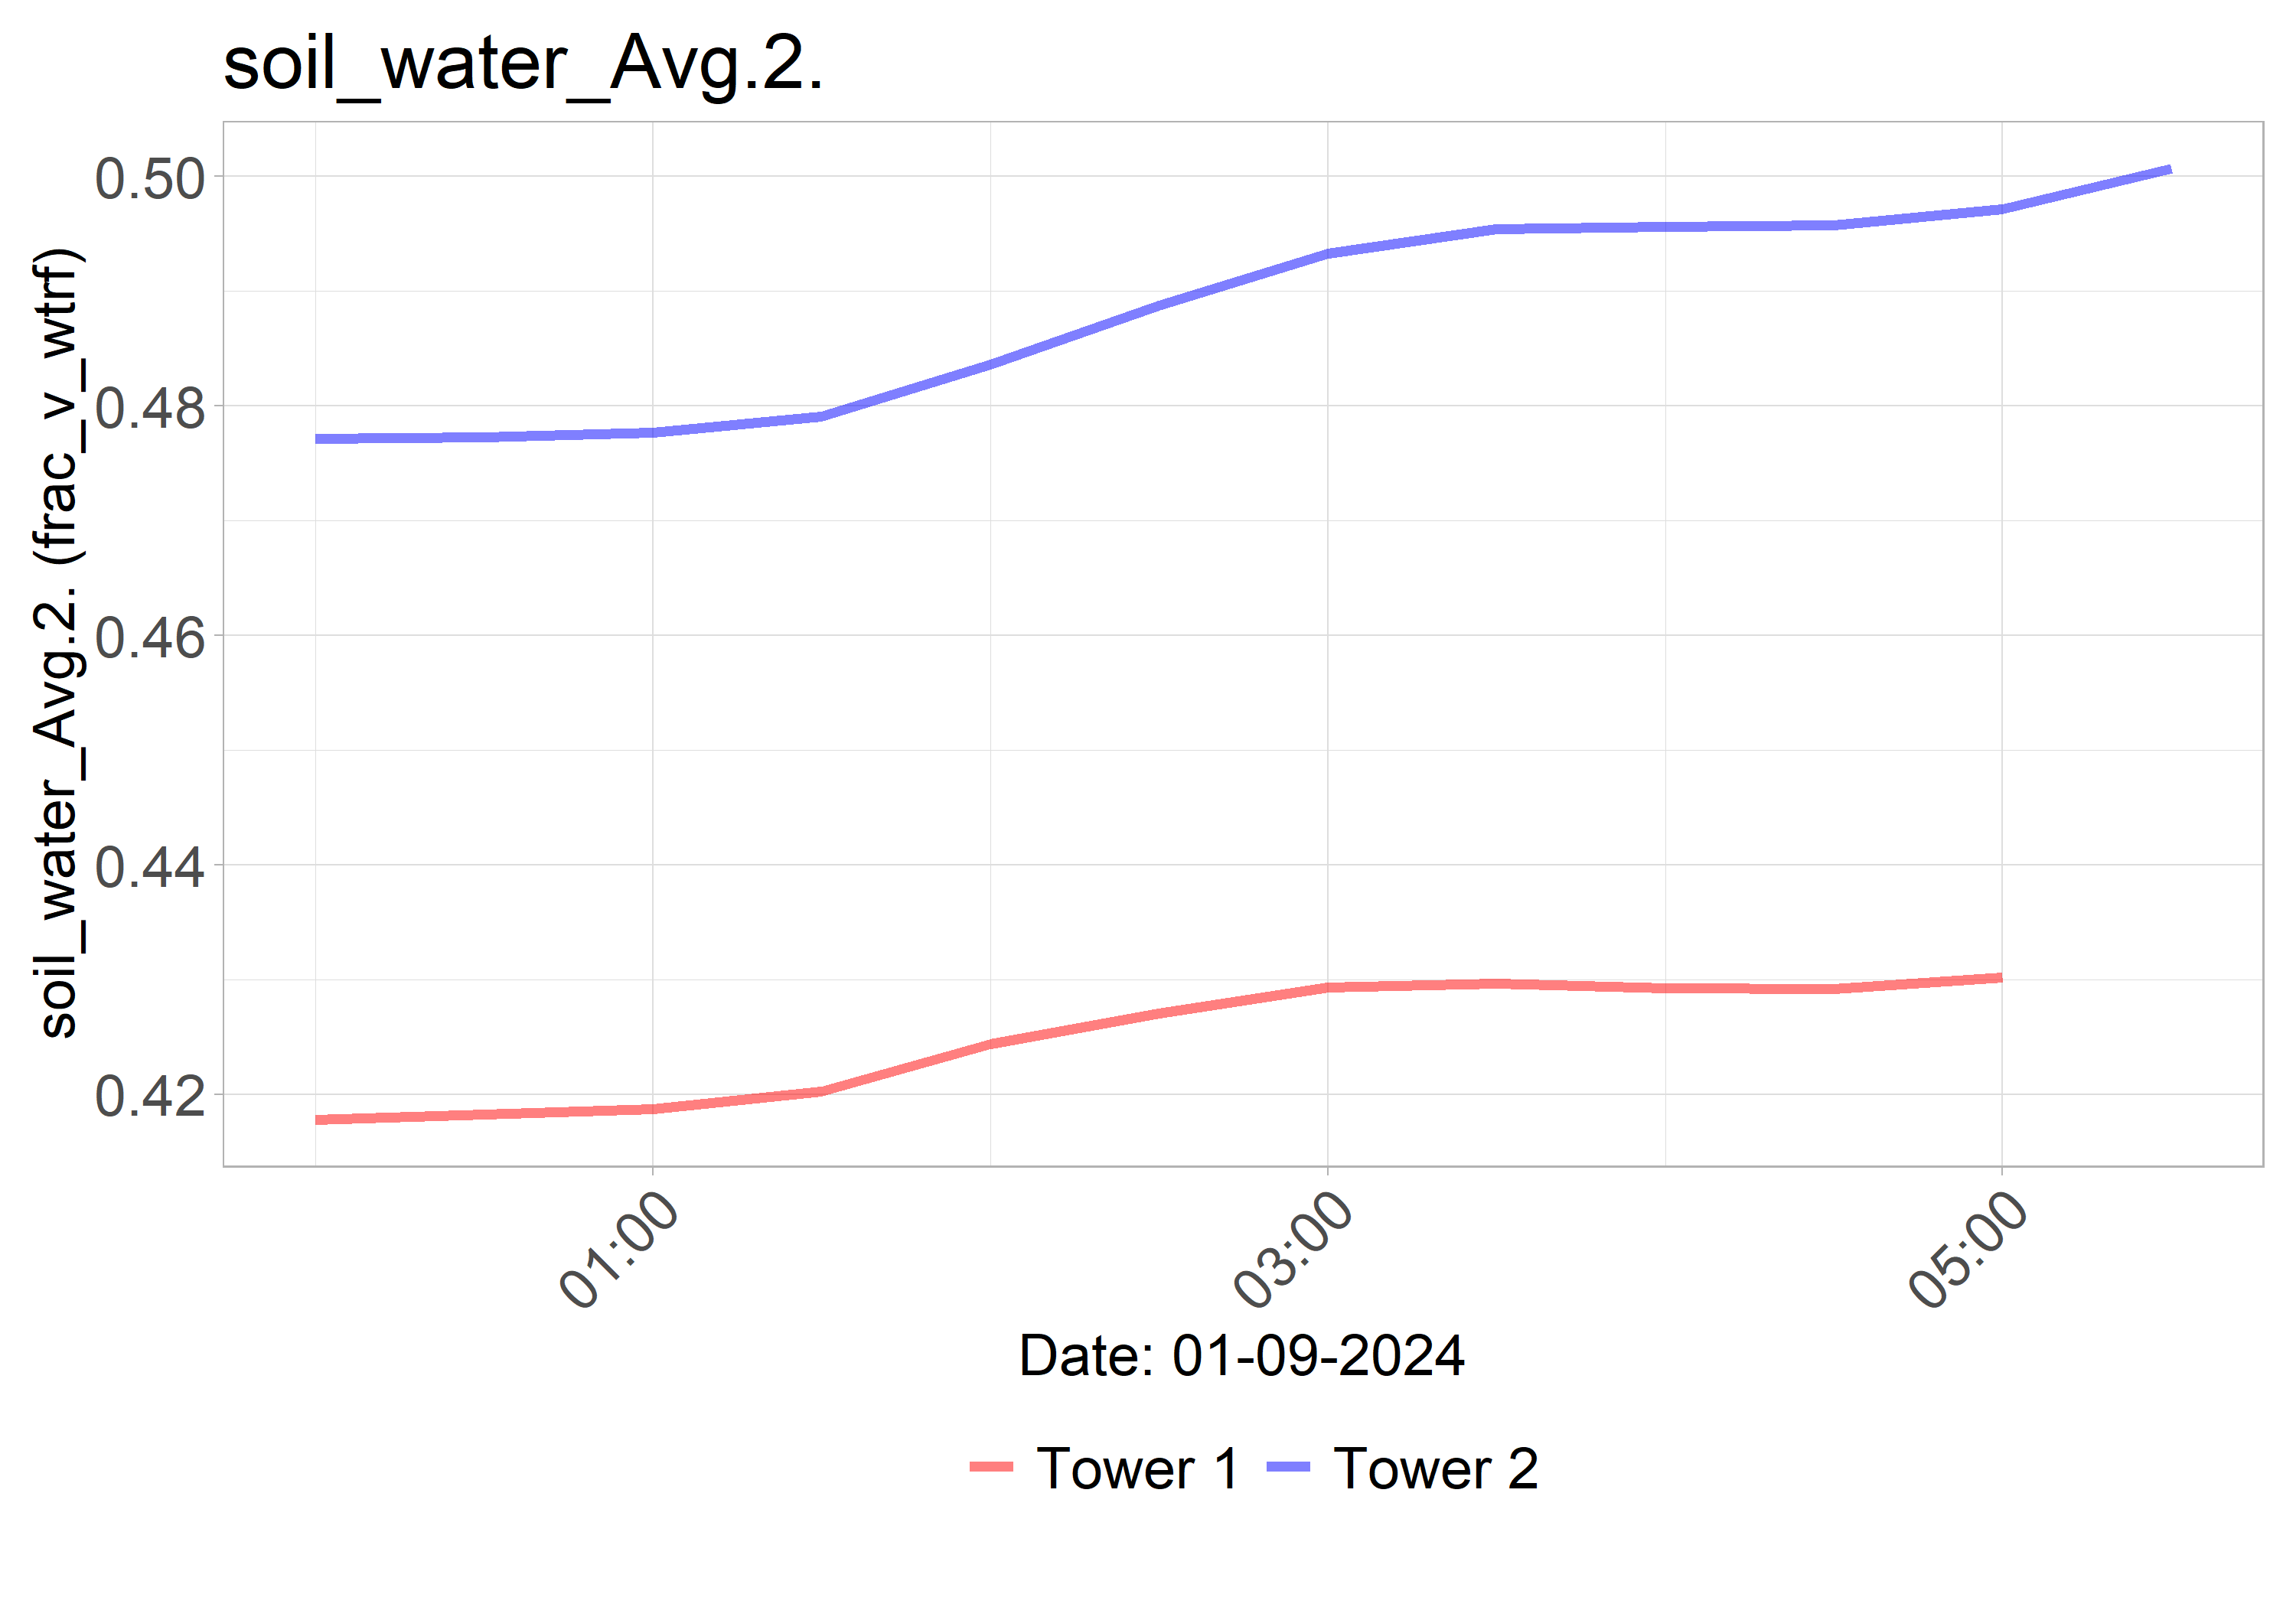 soil_water_Avg.2.
soil_water_Avg.2. (frac_v_wtrf)
0.50
0.48
0.46
0.44
0.42
01:00
03:00
05:00
Date: 01-09-2024
Tower 1
Tower 2